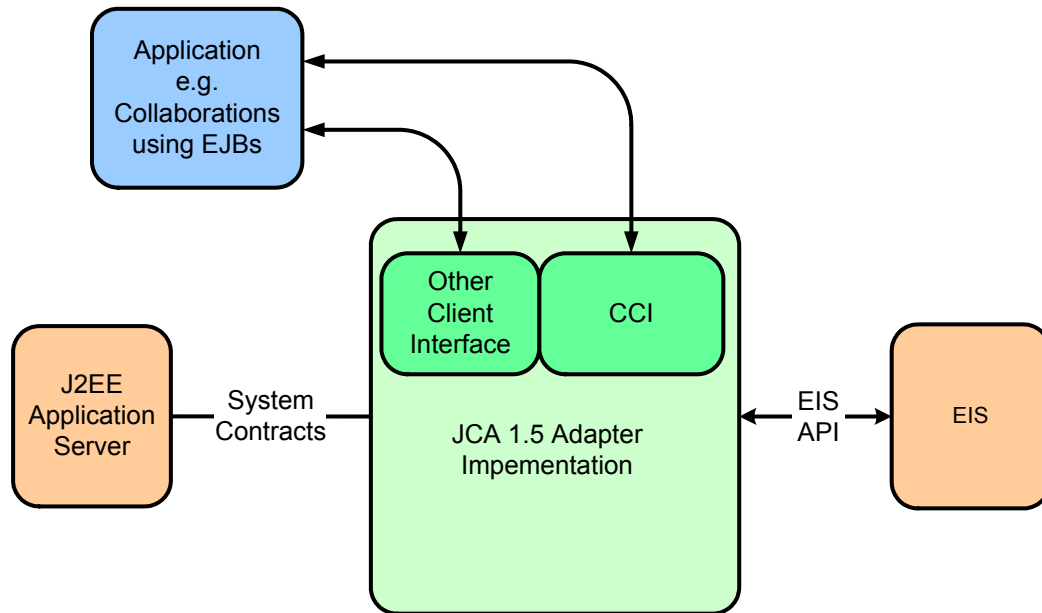 Application
e.g.
Collaborations
using EJBs
Other
Client
Interface
CCI
J2EE
Application
Server
System
Contracts
JCA 1.5 Adapter
Impementation
EIS
API
EIS